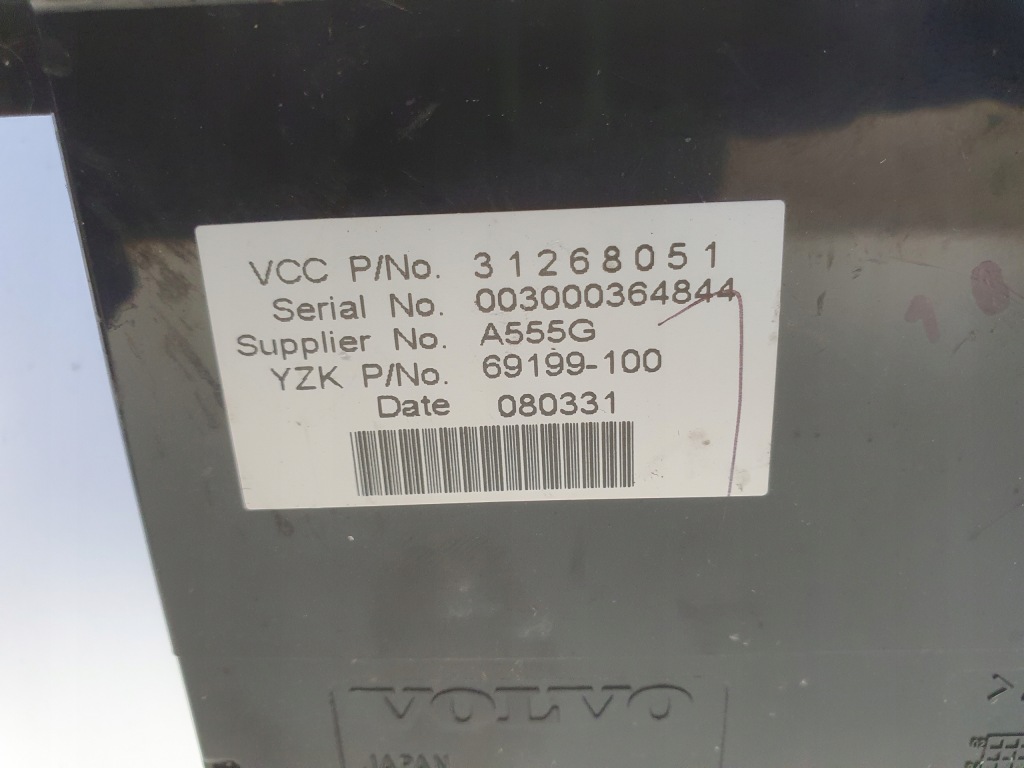 VCC P/No. 31268051
Serial No. 003000364844
Supplier No. A555G
YZK P/No. 69199-100
Date 080331
VOLVO
JAPAN